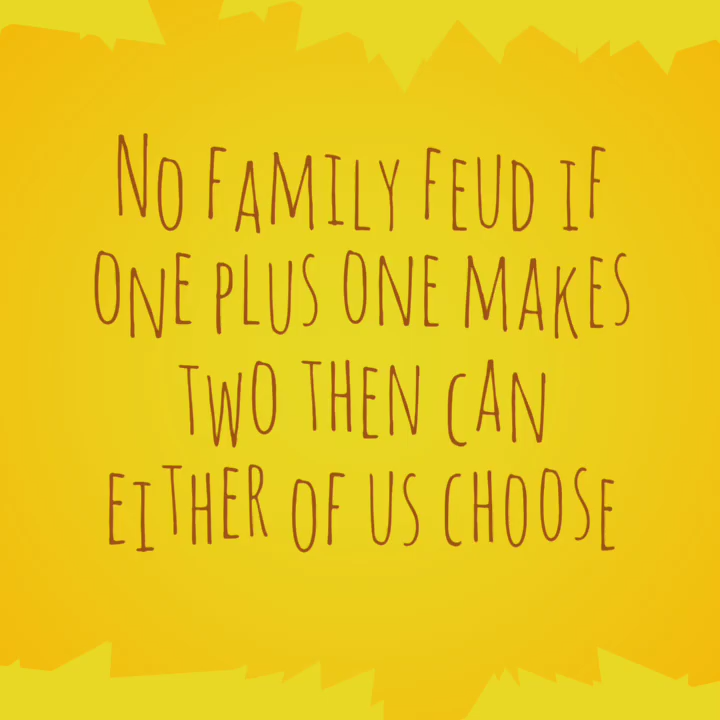 No FAMILY FEUD iF
ONE PLUS ONE MAKES
TWO THEN CAN
EITHER OF US CHOOSE